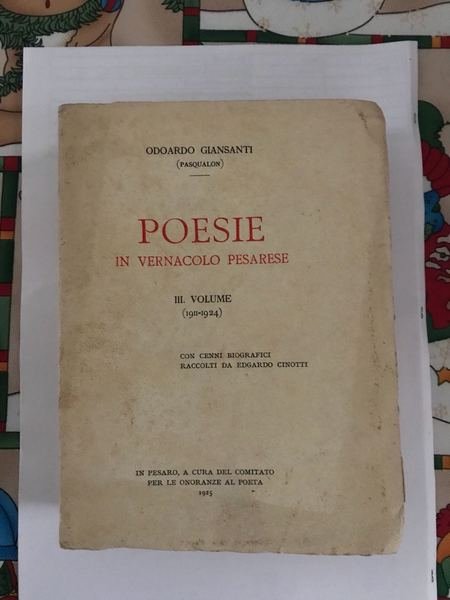 ODOARDO GIANSANTI
(PASQUALON)
POESIE
IN VERNACOLO PESARESE
III. VOLUME
(1911-1924)
CON CENNI BIOGRAFICI
RACCOLTI DA EDGARDO CINOTTI
IN PESARO, A CURA DEL COMITATO
PER LE ONORANZE AL POETA
1925